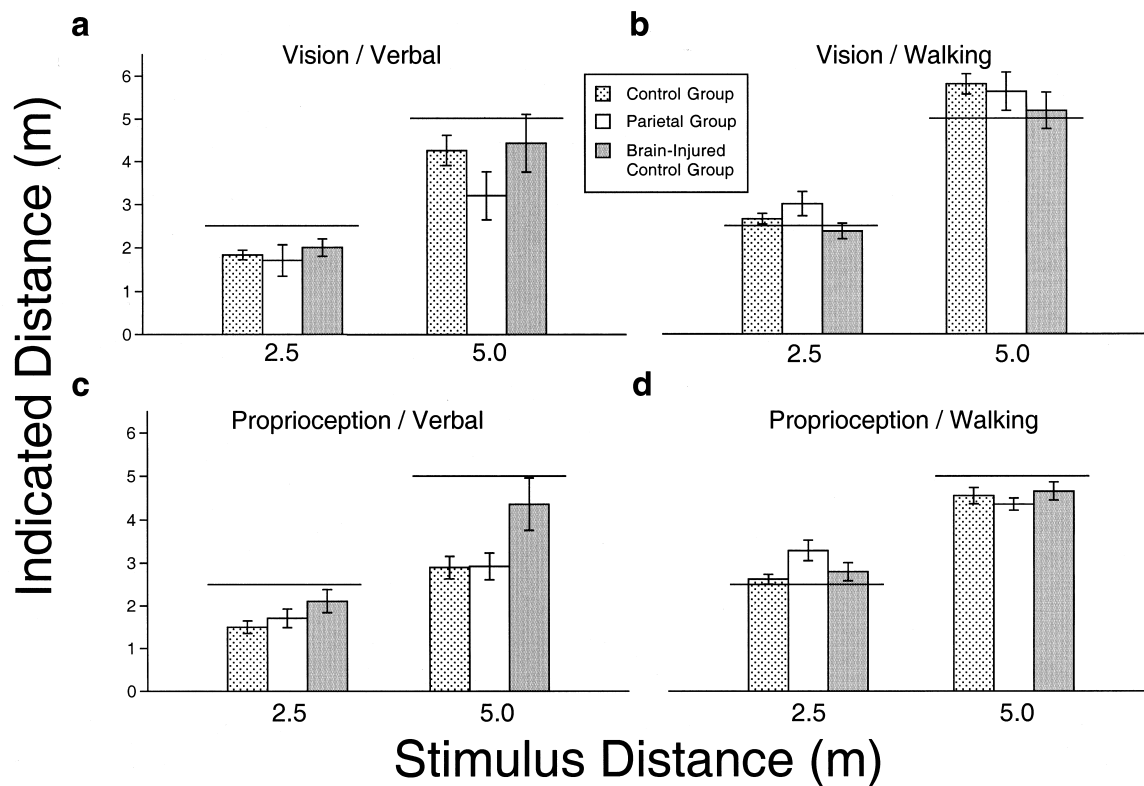 a
Vision / Verbal
b
Vision / Walking
Control Group
Parietal Group
Brain-Injured
Control Group
6
5
4
3
2
1
0
2.5
5.0
2.5
5.0
c
Proprioception / Verbal
d
Proprioception / Walking
6
5
4
3
2
1
0
2.5
5.0
2.5
5.0
Indicated Distance (m)
Stimulus Distance (m)